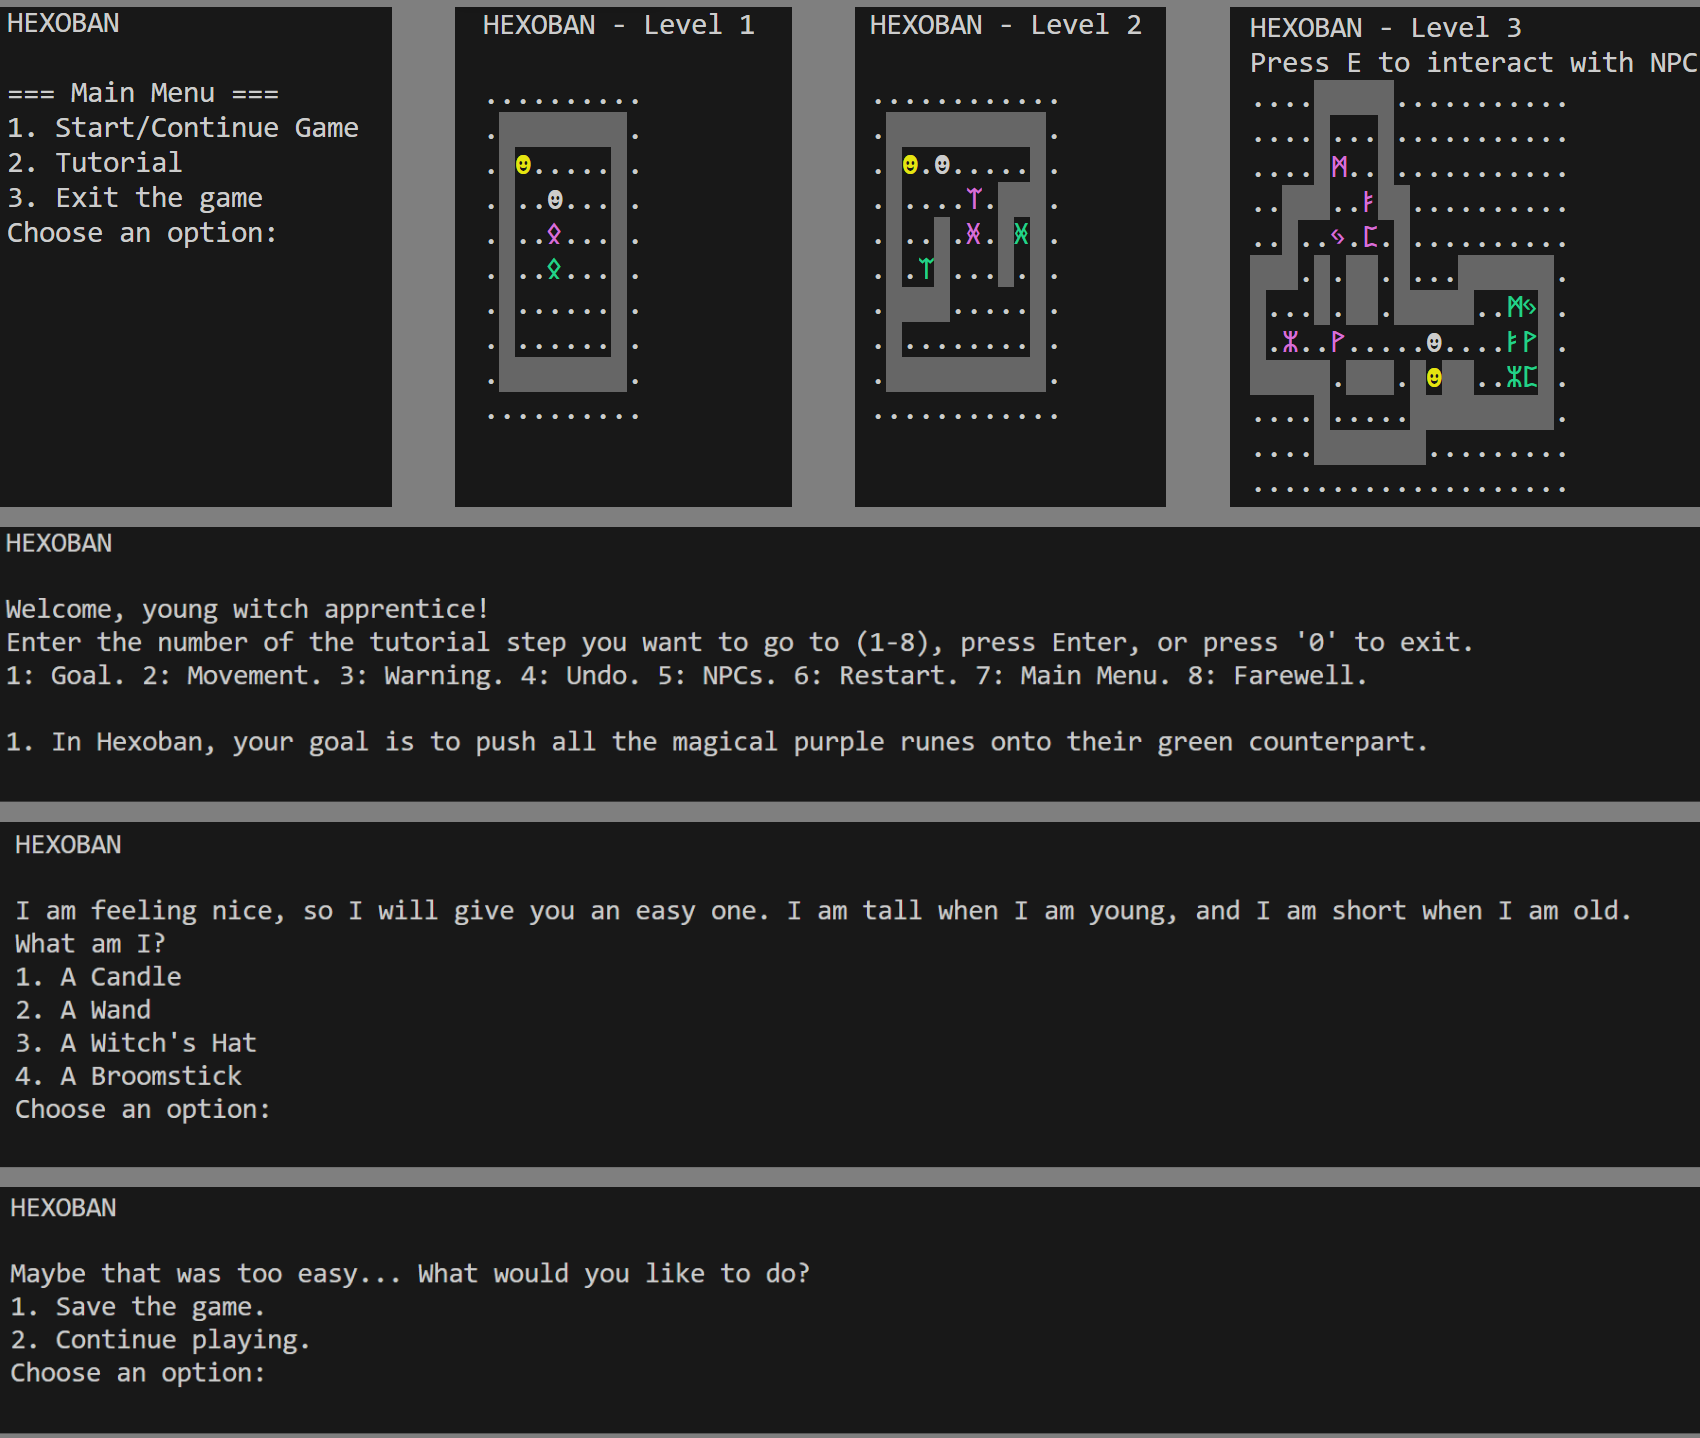 HEXOBAN
=== Main Menu ===
1. Start/Continue Game
2. Tutorial
3. Exit the game
Choose an option:
HEXOBAN - Level 1
ᛟ
ᛟ
HEXOBAN - Level 2
HEXOBAN - Level 3
Press E to interact with NPC
HEXOBAN
Welcome, young witch apprentice!
Enter the number of the tutorial step you want to go to (1-8), press Enter, or press '0' to exit.
1: Goal. 2: Movement. 3: Warning. 4: Undo. 5: NPCs. 6: Restart. 7: Main Menu. 8: Farewell.
1. In Hexoban, your goal is to push all the magical purple runes onto their green counterpart.
HEXOBAN
I am feeling nice, so I will give you an easy one. I am tall when I am young, and I am short when I am old.
What am I?
1. A Candle
2. A Wand
3. A Witch's Hat
4. A Broomstick
Choose an option:
HEXOBAN
Maybe that was too easy... What would you like to do?
1. Save the game.
2. Continue playing.
Choose an option: